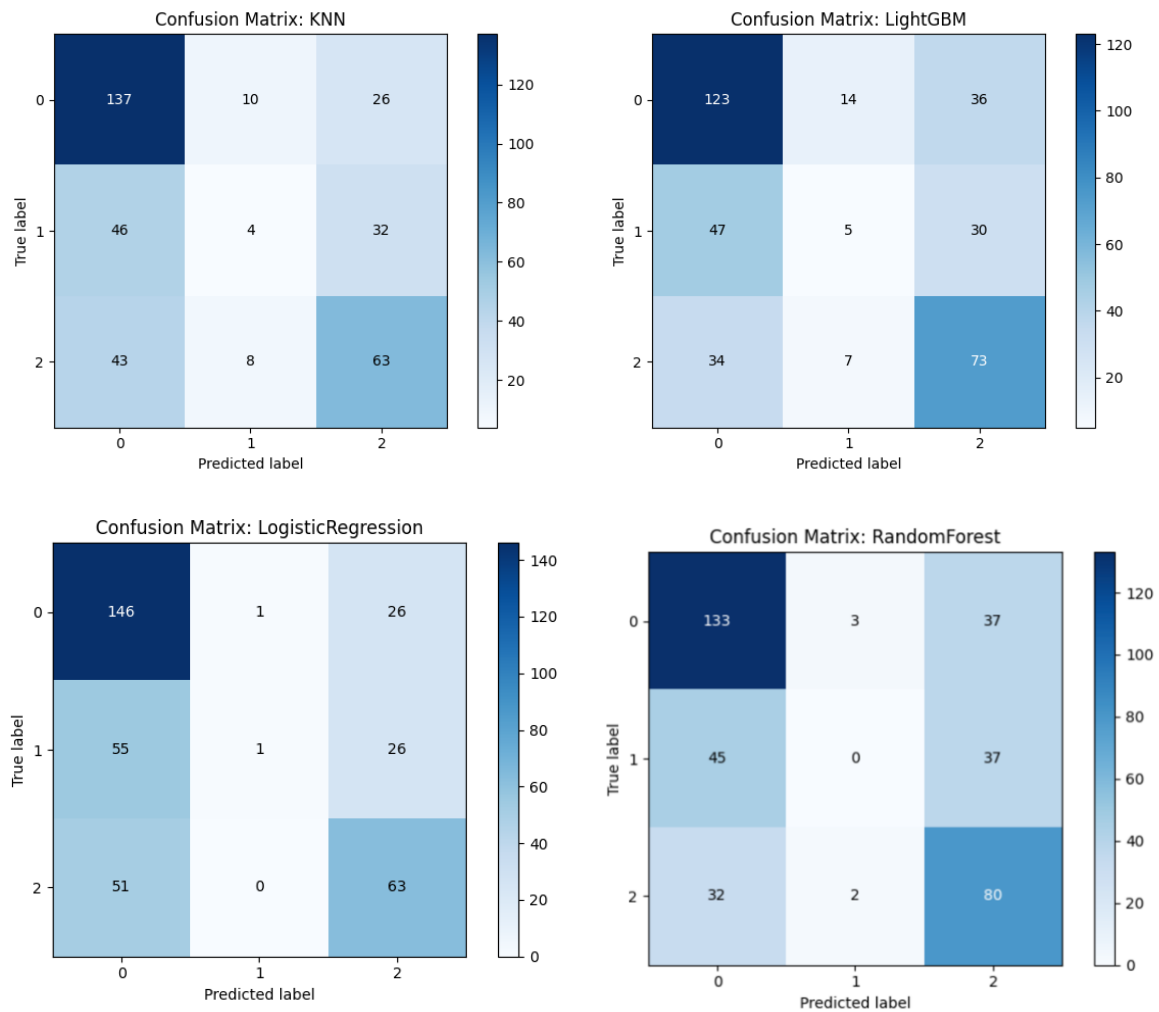 Confusion Matrix: KNN
0 137 10 26 120
100
True label 1 46 4 32 80
60
40
2 43 8 63 20
0 1 2
Predicted label
Confusion Matrix: LightGBM
0 123 14 36 120
100
True label 1 47 5 30 80
60
40
2 34 7 73 20
0 1 2
Predicted label
Confusion Matrix: LogisticRegression
140
0 146 1 26 120
100
True label 1 55 1 26 80
60
40
2 51 0 63 20
0
0 1 2
Predicted label
Confusion Matrix: RandomForest
0 133 3 37 120
100
True label 1 45 0 37 80
60
40
2 32 2 80 20
0
0 1 2
Predicted label